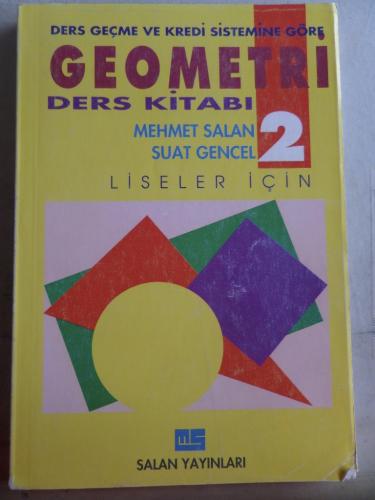 DERS GEÇME VE KREDİ SİSTEMİNE GÖRE
GEOMETRİ
DERS KİTABI
MEHMET SALAN
SUAT GENCEL
2
LİSELER İÇİN
MS
SALAN YAYINLARI